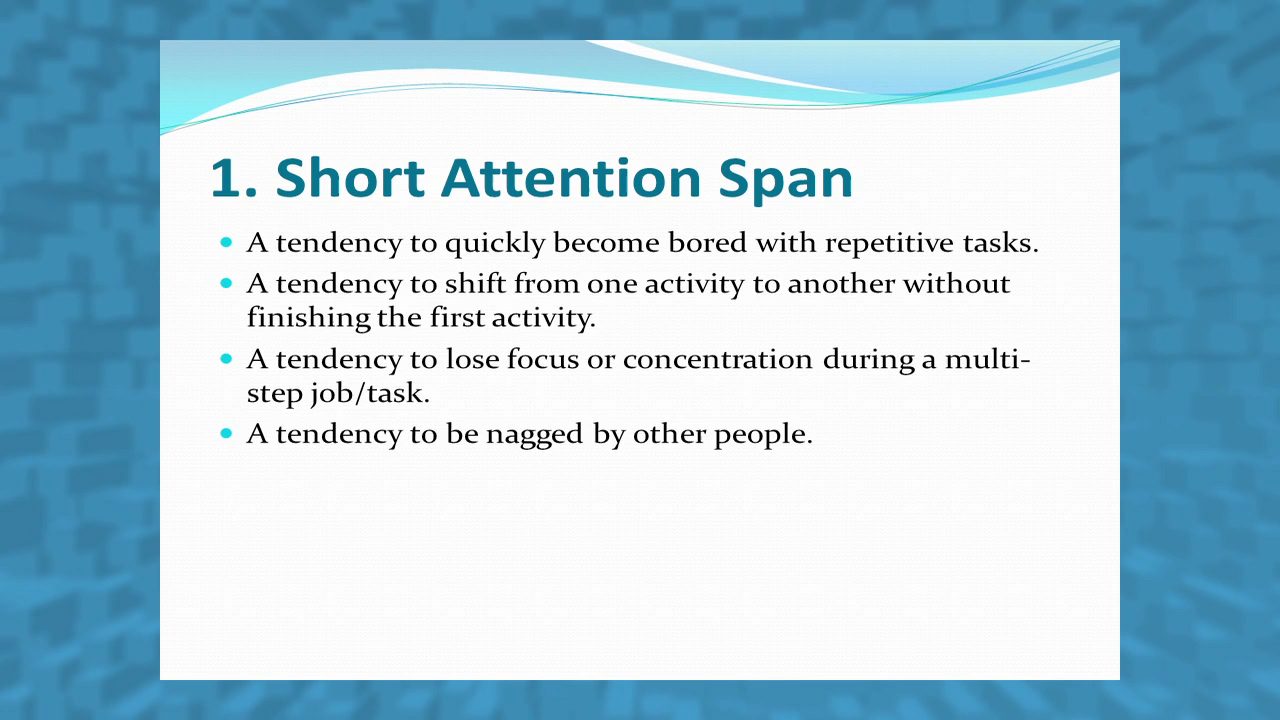 1. Short Attention Span
A tendency to quickly become bored with repetitive tasks.
A tendency to shift from one activity to another without
finishing the first activity.
A tendency to lose focus or concentration during a multi-
step job/task.
A tendency to be nagged by other people.